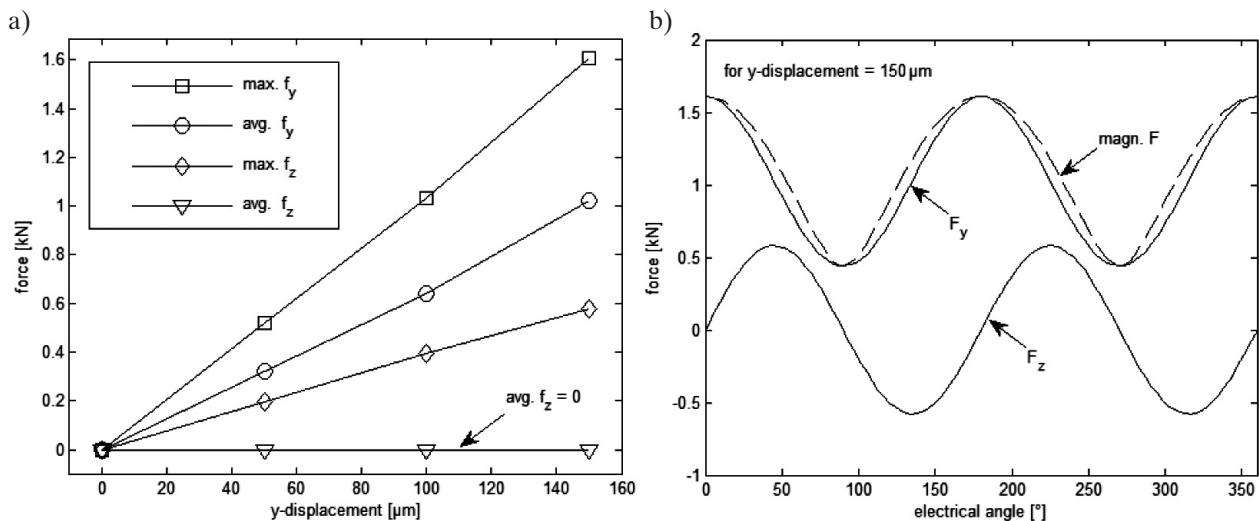 a)
1.6
1.4
1.2
1
0.8
0.6
0.4
0.2
0
force [kN]
max. f_y
avg. f_y
max. f_z
avg. f_z
avg. f_z = 0
0 20 40 60 80 100 120 140 160
y-displacement [µm]
b)
2
1.5
1
0.5
0
-0.5
-1
force [kN]
for y-displacement = 150 µm
magn. F
F_y
F_z
0 50 100 150 200 250 300 350
electrical angle [°]